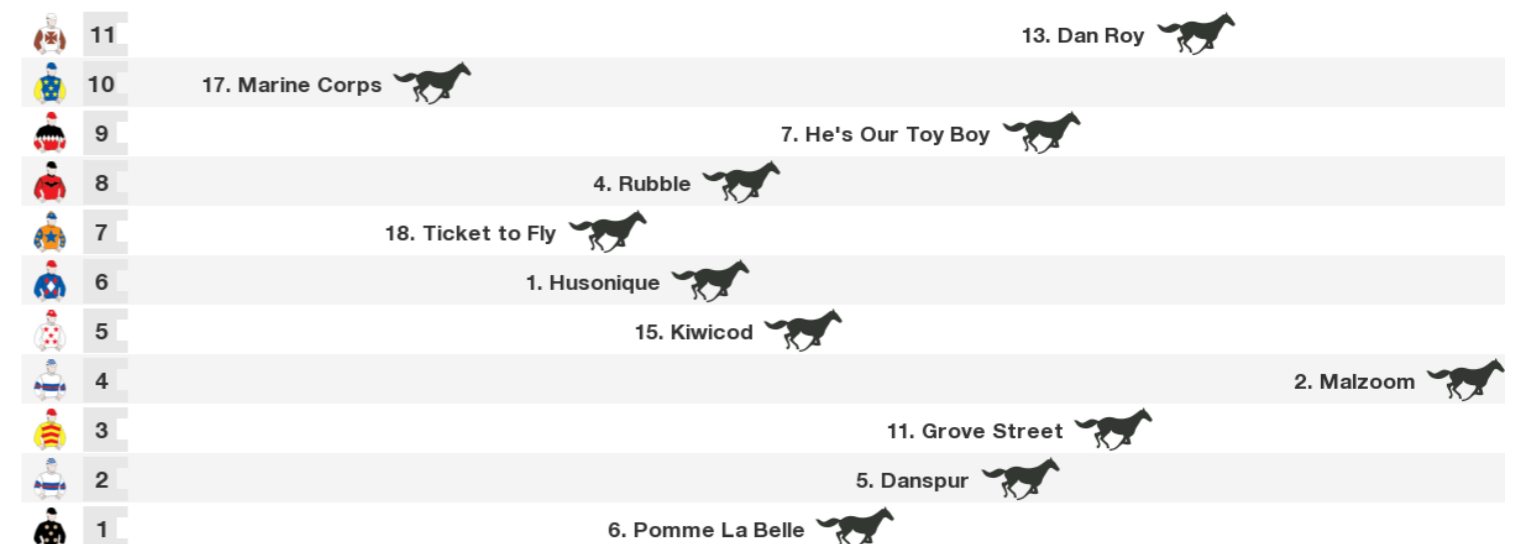 11 13. Dan Roy
10 17. Marine Corps
9 7. He's Our Toy Boy
8 4. Rubble
7 18. Ticket to Fly
6 1. Husonique
5 15. Kiwicod
4 2. Malzoom
3 11. Grove Street
2 5. Danspur
1 6. Pomme La Belle